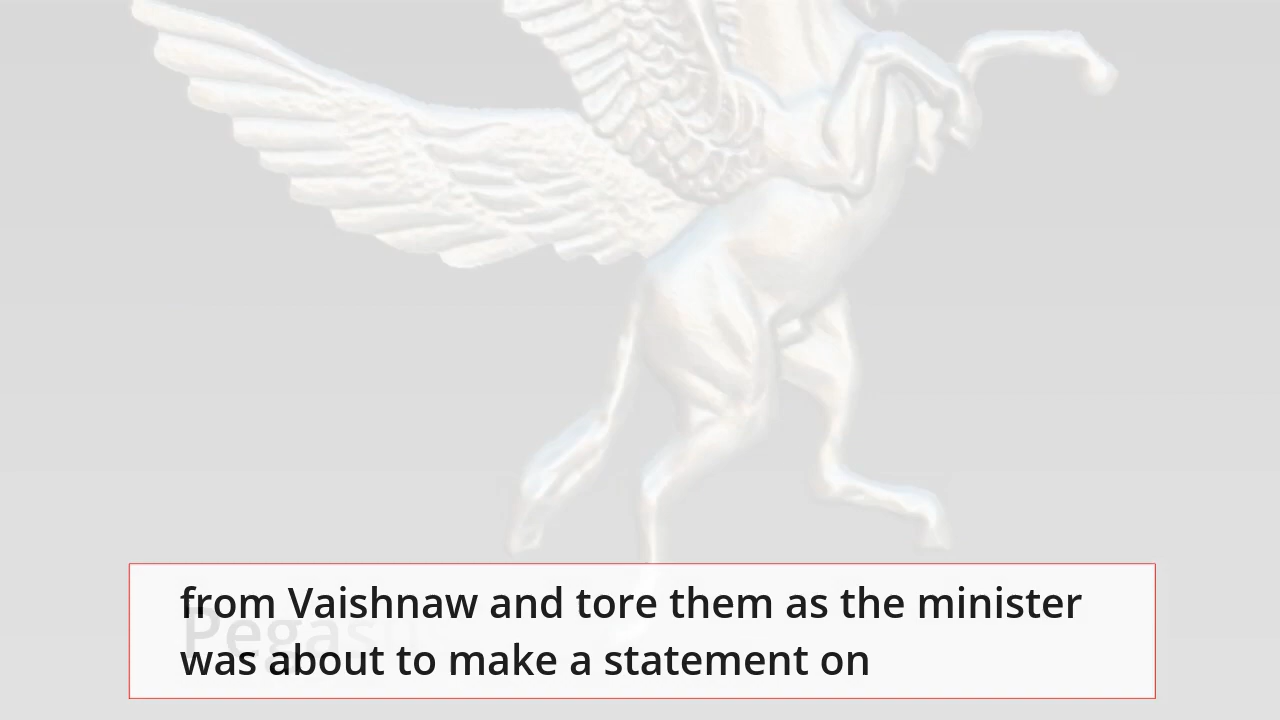 from Vaishnaw and tore them as the minister
was about to make a statement on